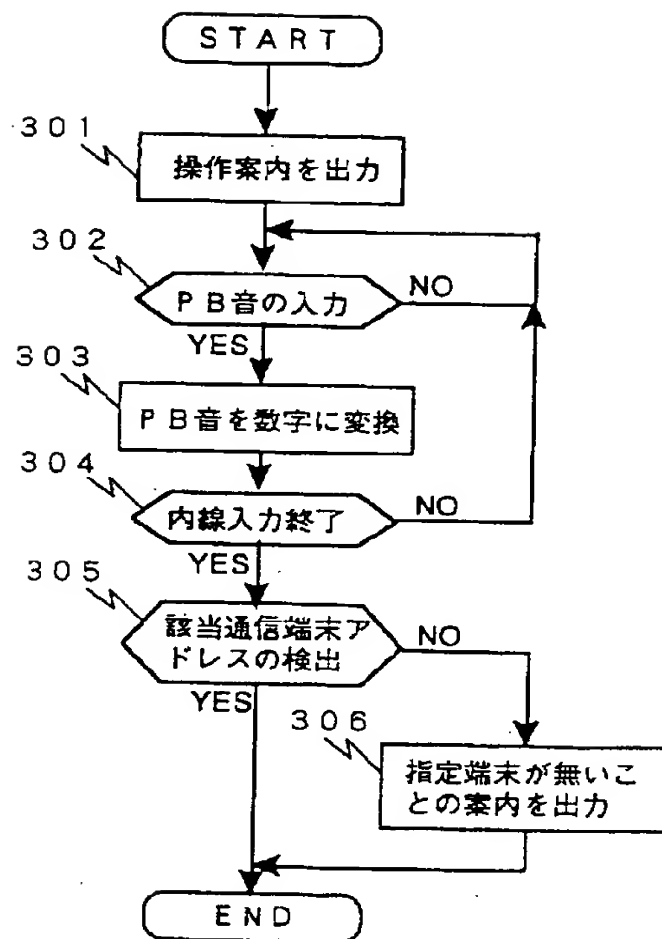 START
301
操作案内を出力
302
PB音の入力
NO
YES
303
PB音を数字に変換
304
内線入力終了
NO
YES
305
該当通信端末ア
ドレスの検出
NO
YES
306
指定端末が無いこ
との案内を出力
END